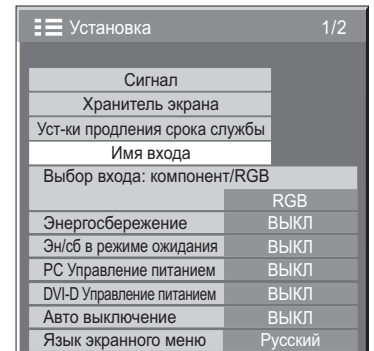 Установка 1/2
Сигнал
Хранитель экрана
Уст-ки продления срока службы
Имя входа
Выбор входа: компонент/RGB
RGB
Энергосбережение ВЫКЛ
Эн/сб в режиме ожидания ВЫКЛ
PC Управление питанием ВЫКЛ
DVI-D Управление питанием ВЫКЛ
Авто выключение ВЫКЛ
Язык экранного меню Русский